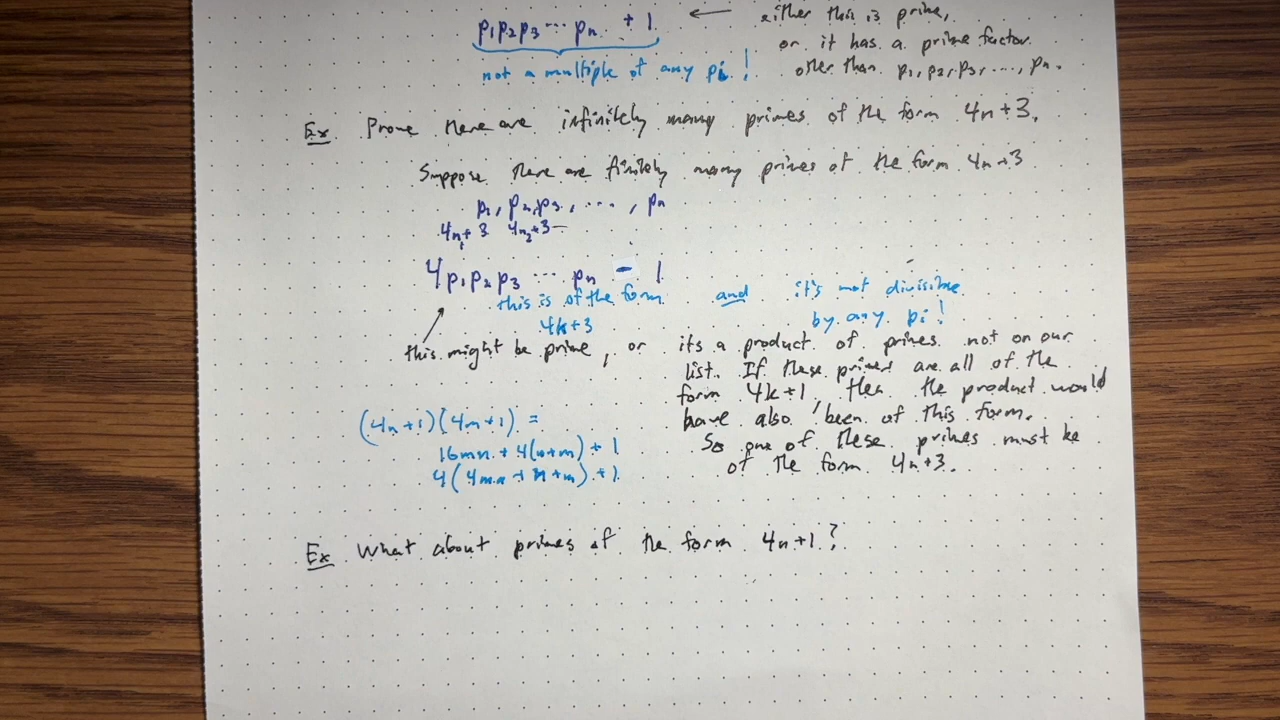 p₁p₂p₃ ... pₙ + 1 ← either this is prime,
not a multiple of any pᵢ! or it has a prime factor
other than p₁, p₂, p₃, ..., pₙ.
Ex Prove there are infinitely many primes of the form 4n+3.
Suppose there are finitely many primes of the form 4n+3
p₁, p₂, p₃, ..., pₙ
4n₁+3 4n₂+3
4p₁p₂p₃ ... pₙ - 1
this is of the form and it's not divisible
4k+3 by any pᵢ!
this might be prime, or its a product of primes not on our
list. If these primes are all of the
form 4k+1, then the product would
have also been of this form.
So one of these primes must be
of the form 4n+3.
(4n+1)(4m+1) =
16mn + 4(n+m) + 1
4(4mn + n+m) + 1
Ex What about primes of the form 4n+1?